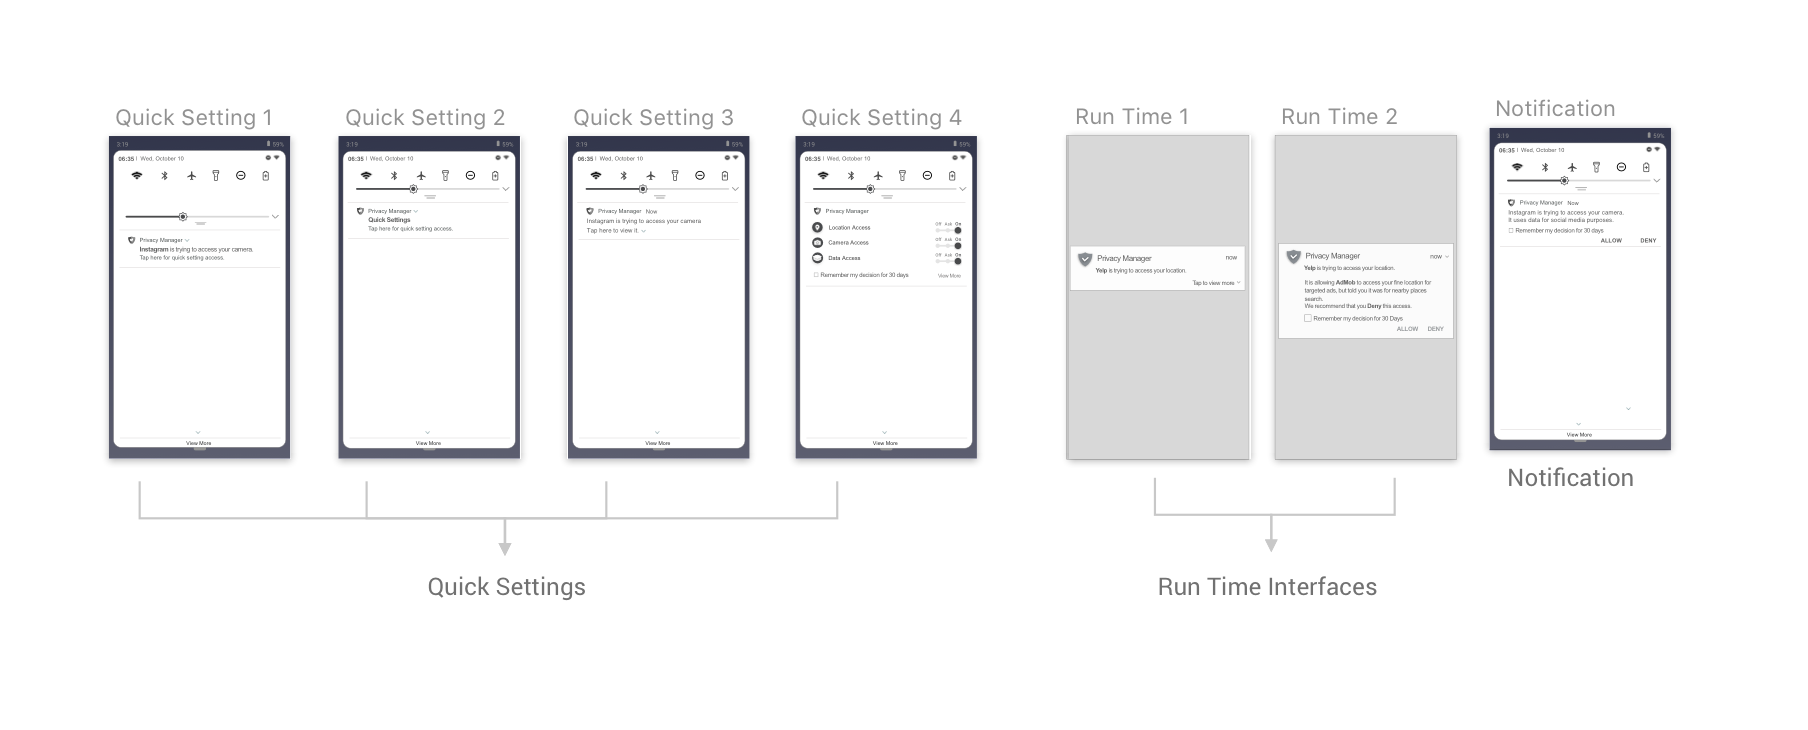 Quick Setting 1
3:19 59%
06:35 | Wed, October 10
Privacy Manager
Instagram is trying to access your camera.
Tap here for quick setting access.
View More
Quick Setting 2
3:19 59%
06:35 | Wed, October 10
Privacy Manager
Quick Settings
Tap here for quick setting access.
View More
Quick Setting 3
3:19 59%
06:35 | Wed, October 10
Privacy Manager Now
Instagram is trying to access your camera
Tap here to view it.
View More
Quick Setting 4
3:19 59%
06:35 | Wed, October 10
Privacy Manager
Off Ask On
Location Access
Off Ask On
Camera Access
Off Ask On
Data Access
Remember my decision for 30 days View More
View More
Quick Settings
Run Time 1
Privacy Manager now
Yelp is trying to access your location.
Tap to view more
Run Time 2
Privacy Manager now
Yelp is trying to access your location.
It is allowing AdMob to access your fine location for
targeted ads, but told you it was for nearby places
search.
We recommend that you Deny this access.
Remember my decision for 30 Days
ALLOW DENY
Run Time Interfaces
Notification
3:19 59%
06:35 | Wed, October 10
Privacy Manager Now
Instagram is trying to access your camera.
It uses data for social media purposes.
Remember my decision for 30 days
ALLOW DENY
View More
Notification